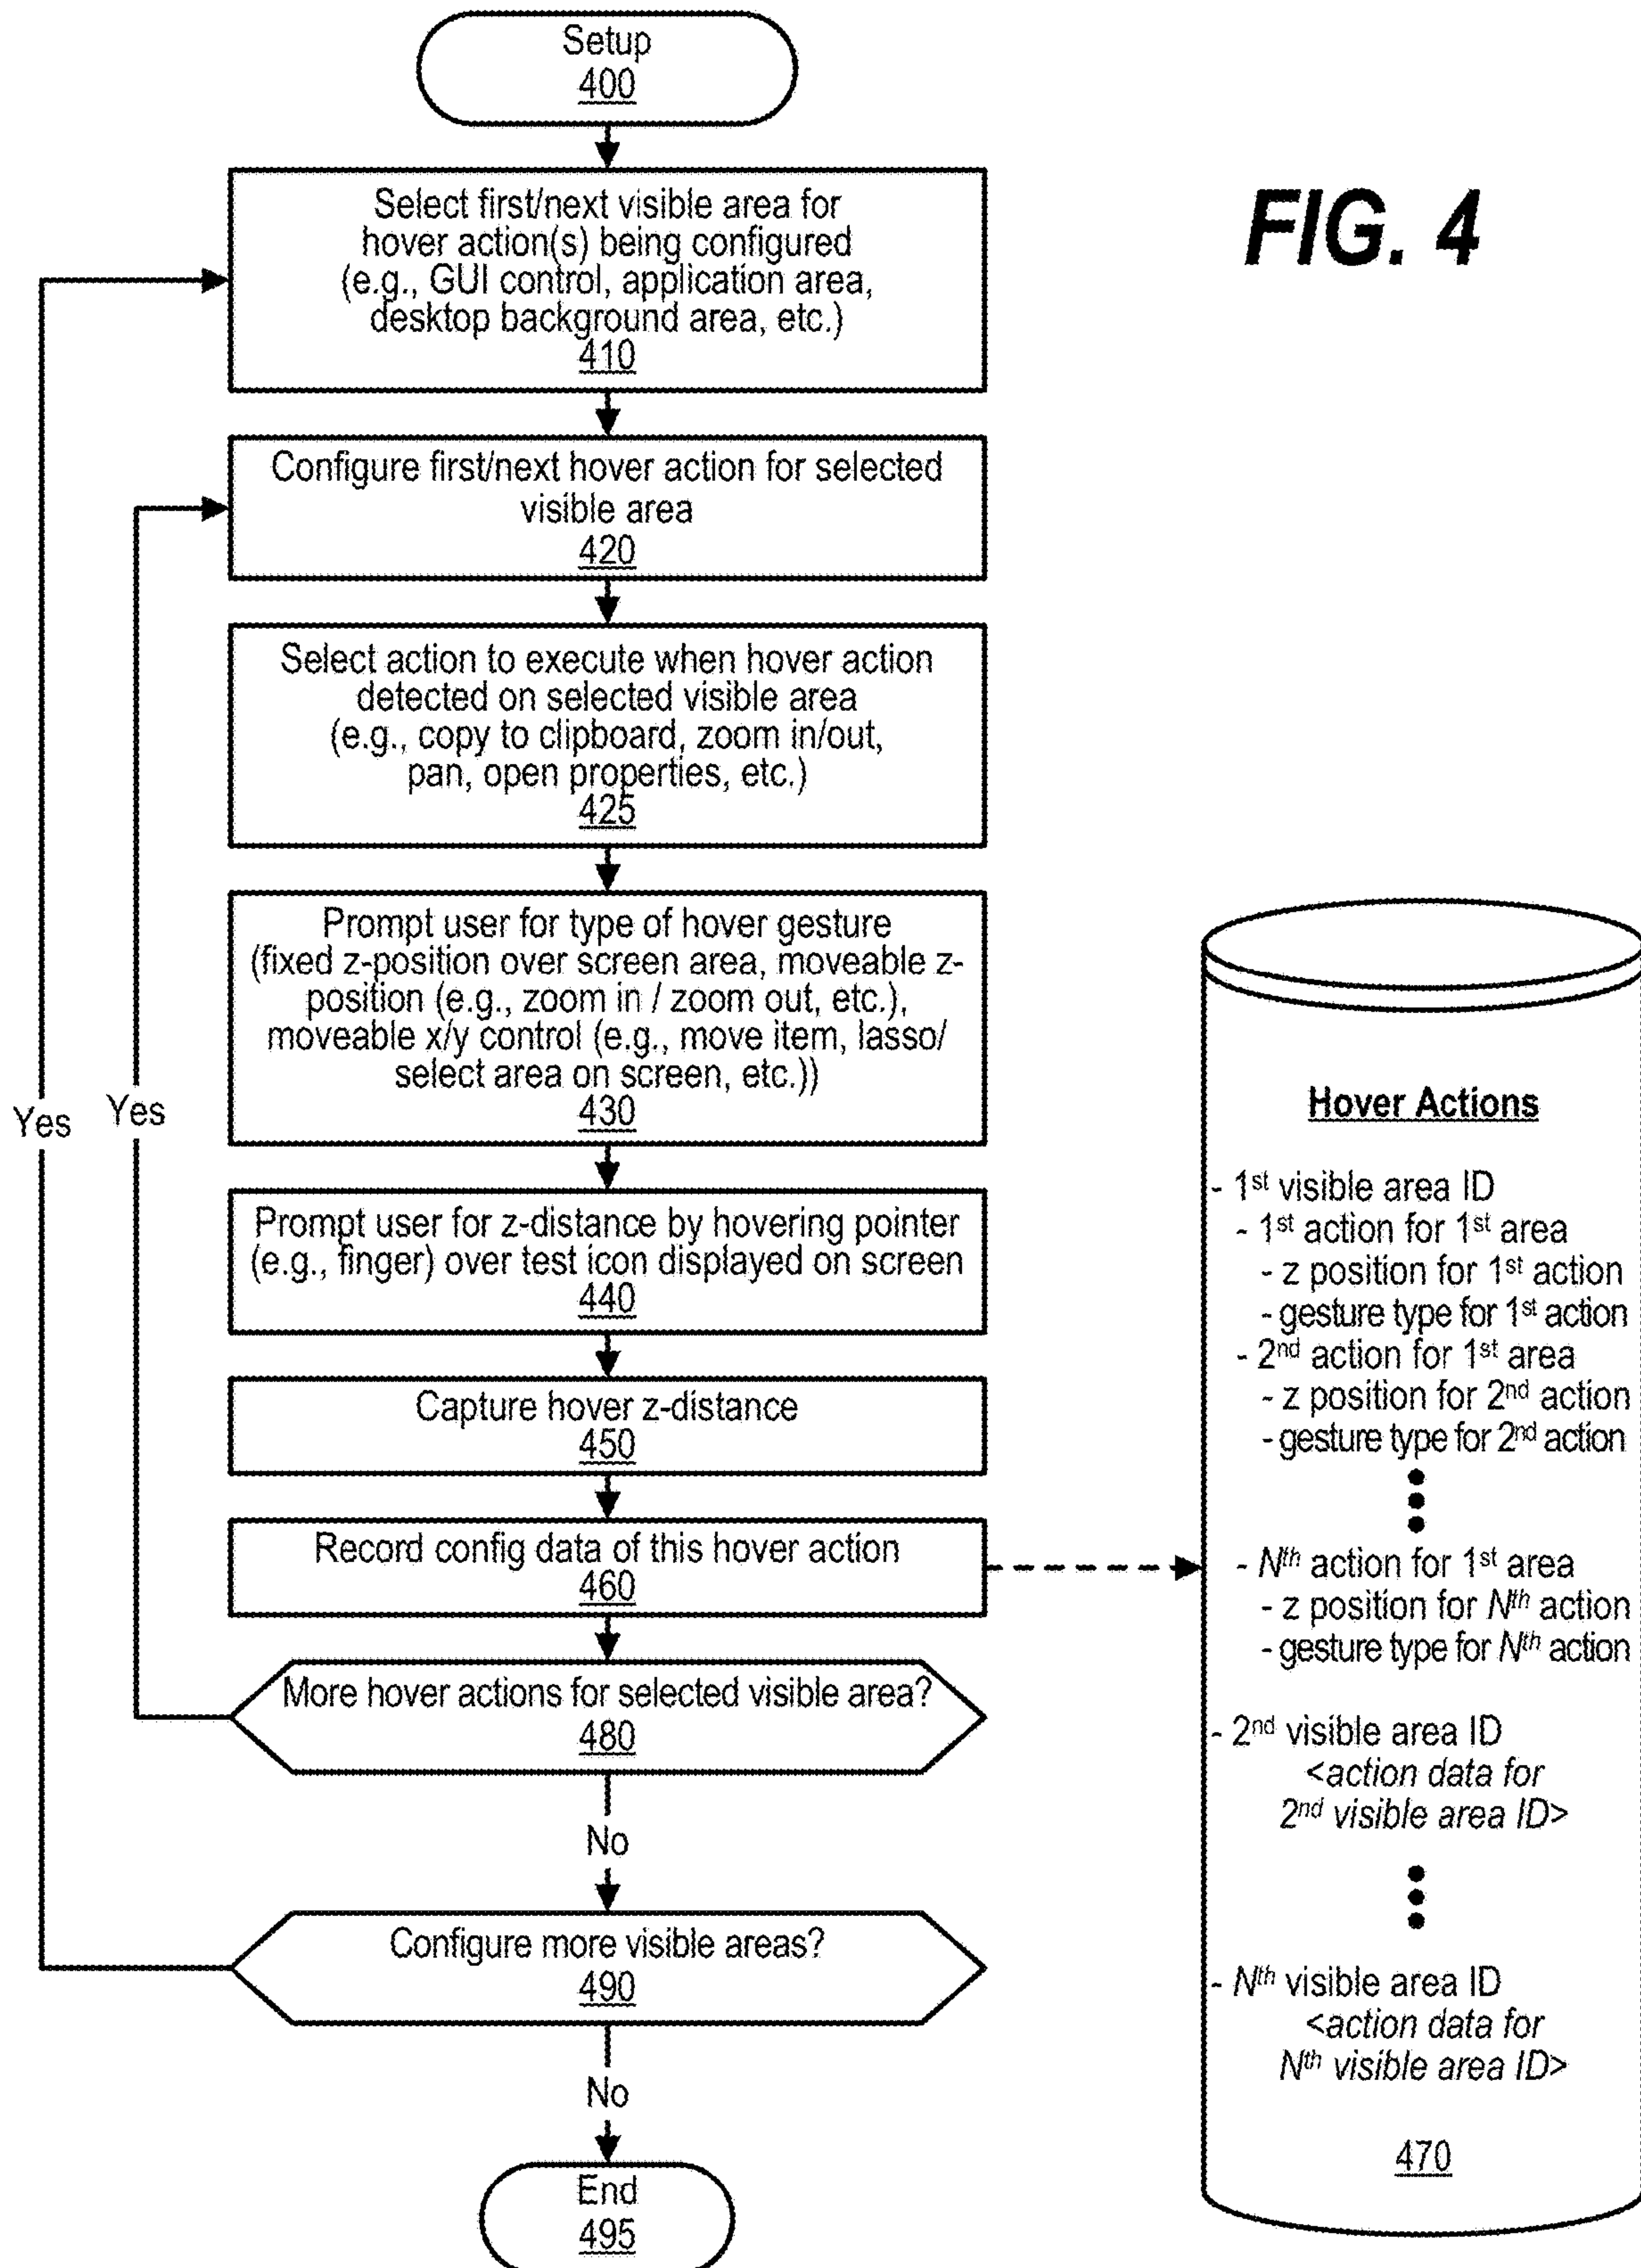 Setup
400
FIG. 4
Select first/next visible area for
hover action(s) being configured
(e.g., GUI control, application area,
desktop background area, etc.)
410
Configure first/next hover action for selected
visible area
420
Select action to execute when hover action
detected on selected visible area
(e.g., copy to clipboard, zoom in/out,
pan, open properties, etc.)
425
Prompt user for type of hover gesture
(fixed z-position over screen area, moveable z-
position (e.g., zoom in / zoom out, etc.),
moveable x/y control (e.g., move item, lasso/
select area on screen, etc.))
430
Prompt user for z-distance by hovering pointer
(e.g., finger) over test icon displayed on screen
440
Capture hover z-distance
450
Record config data of this hover action
460
More hover actions for selected visible area?
480
Yes
Yes
No
Configure more visible areas?
490
No
End
495
Hover Actions
- 1st visible area ID
- 1st action for 1st area
- z position for 1st action
- gesture type for 1st action
- 2nd action for 1st area
- z position for 2nd action
- gesture type for 2nd action
- Nth action for 1st area
- z position for Nth action
- gesture type for Nth action
- 2nd visible area ID
<action data for
2nd visible area ID>
- Nth visible area ID
<action data for
Nth visible area ID>
470